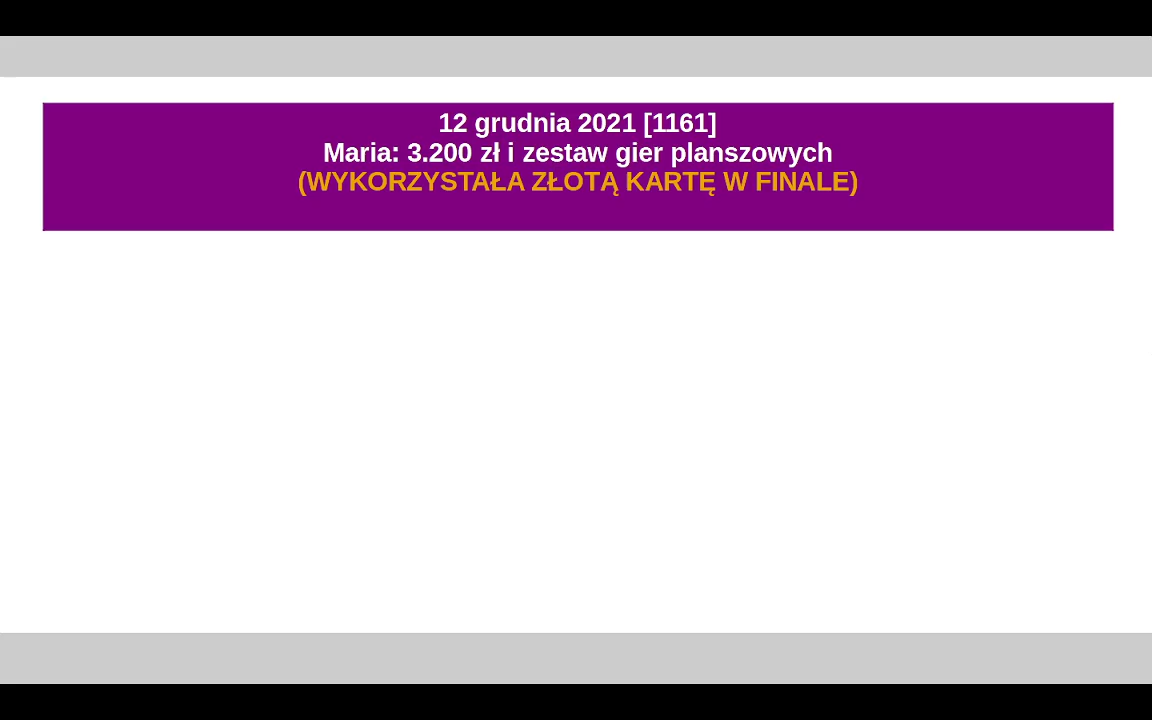 12 grudnia 2021 [1161]
Maria: 3.200 zł i zestaw gier planszowych
(WYKORZYSTAŁA ZŁOTĄ KARTĘ W FINALE)